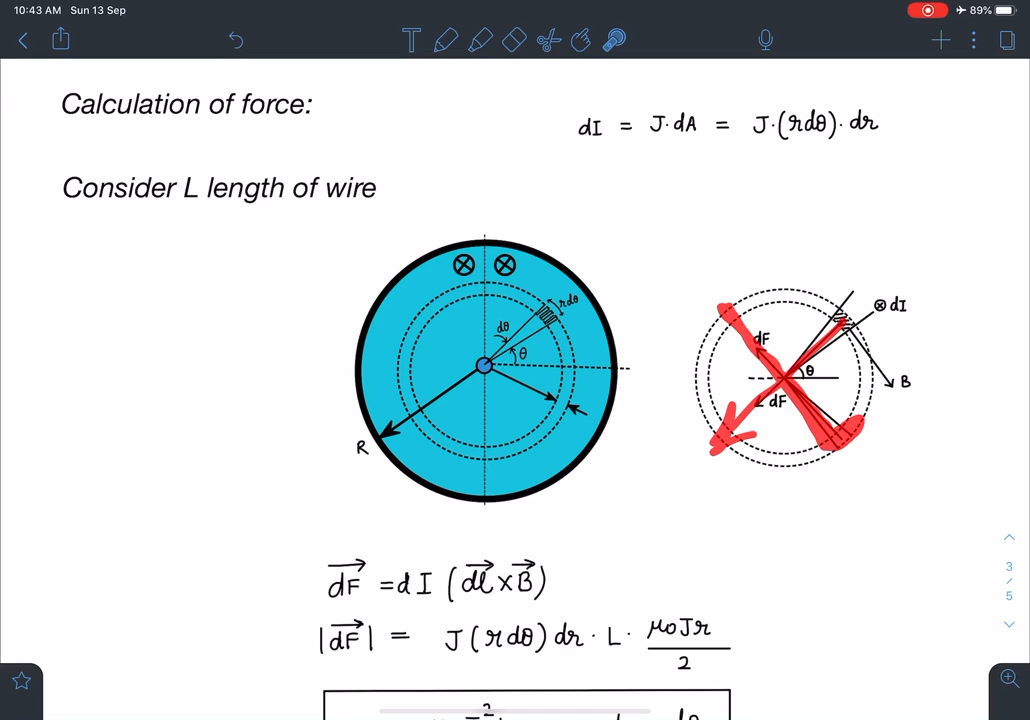 10:43 AM Sun 13 Sep
89%
T
Calculation of force:
dI = J·dA = J·(rdθ)·dr
Consider L length of wire
rdθ
dθ
θ
R
dI
dF
θ
B
dF
3
/
5
dF = dI (dl × B)
|dF| = J(rdθ)dr · L · μ0Jr
2
2